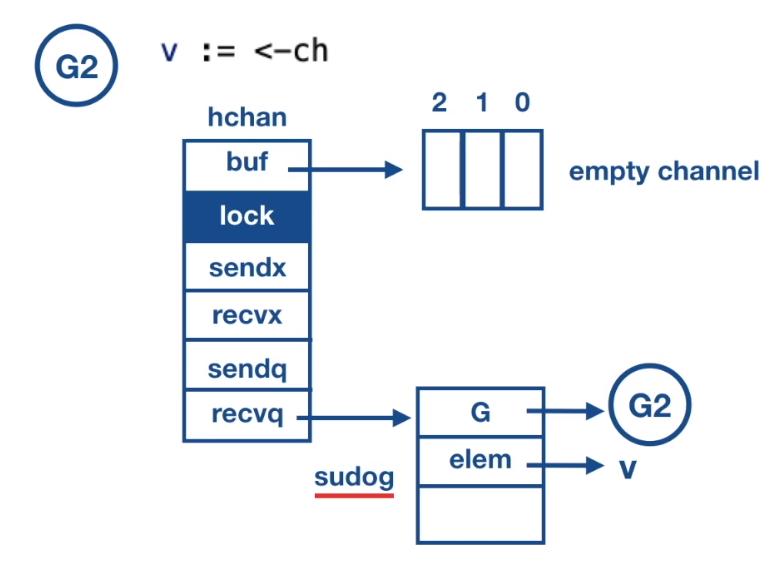 G2
v := <-ch
hchan
buf
lock
sendx
recvx
sendq
recvq
2 1 0
empty channel
sudog
G
elem
G2
v